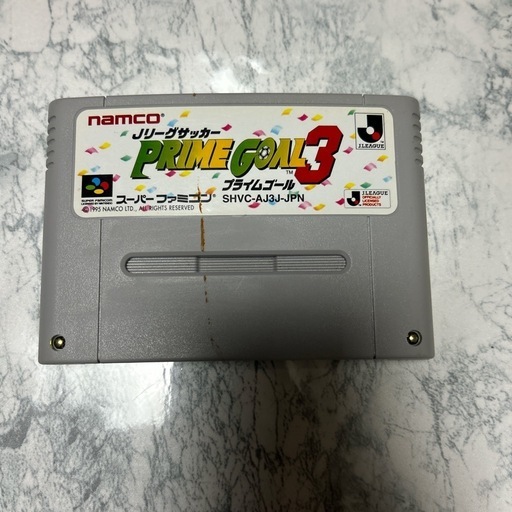 namco
Jリーグサッカー
PRIME GOAL 3
TM
プライムゴール
J.LEAGUE
SUPER FAMICOM
スーパーファミコン SHVC-AJ3J-JPN
©1995 NAMCO LTD., ALL RIGHTS RESERVED
J.LEAGUE
OFFICIALLY
LICENSED
PRODUCTS